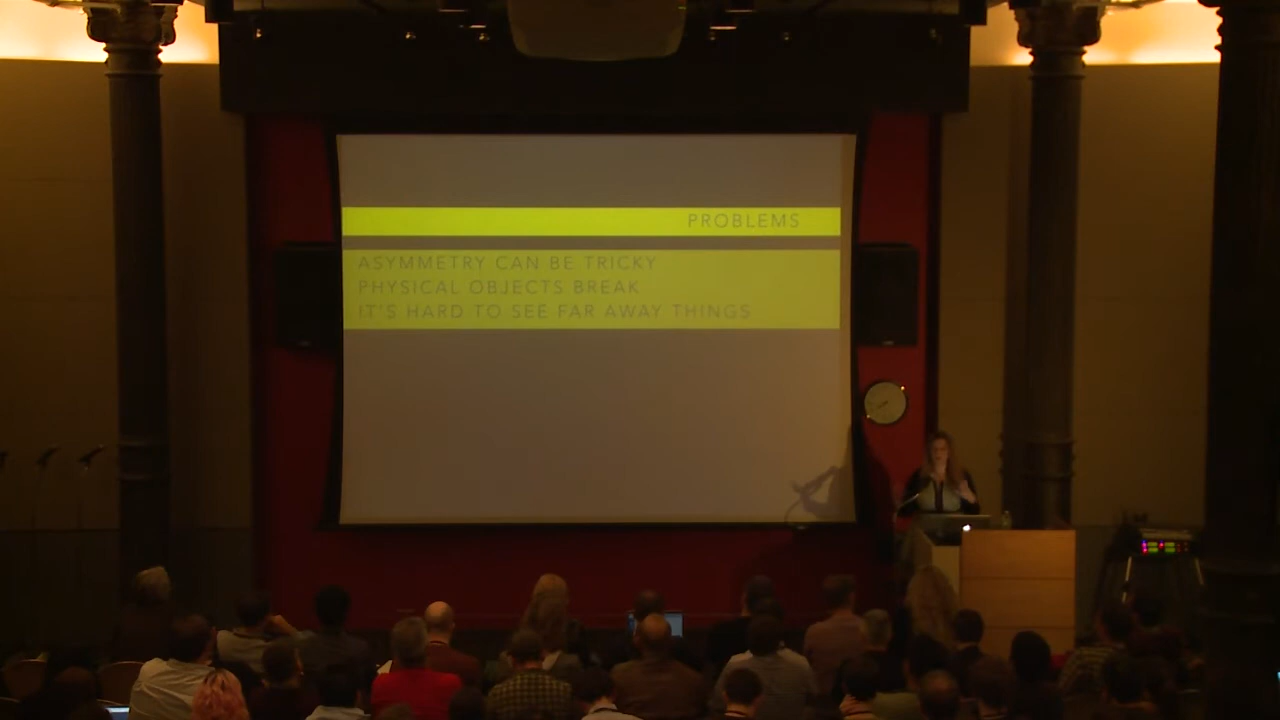 PROBLEMS
ASYMMETRY CAN BE TRICKY
PHYSICAL OBJECTS BREAK
IT'S HARD TO SEE FAR AWAY THINGS